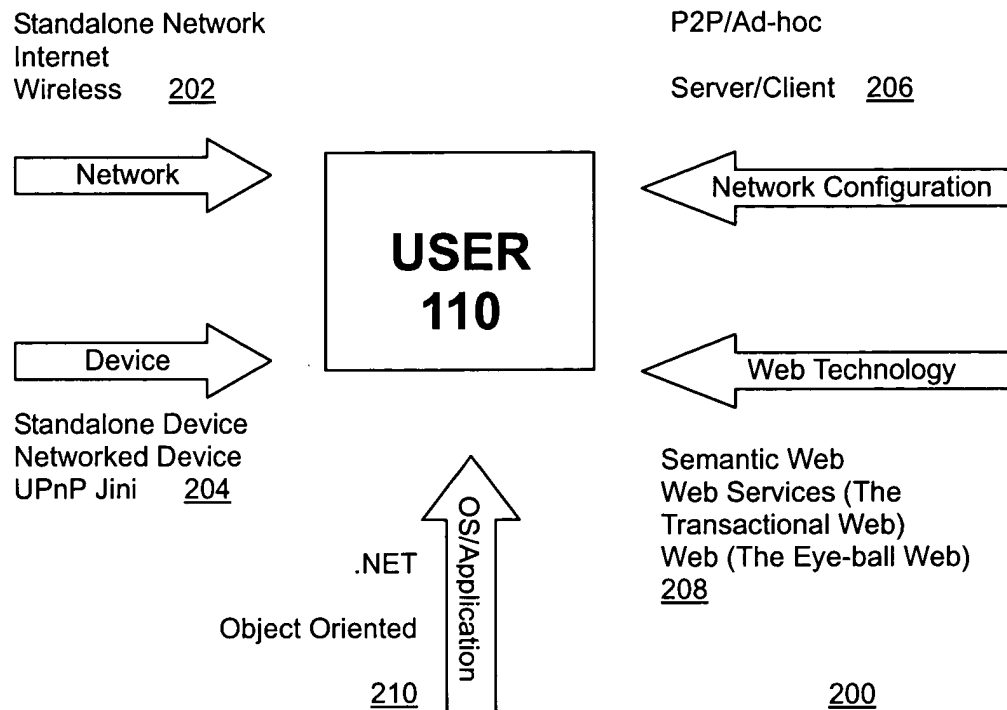 Standalone Network
Internet
Wireless 202
P2P/Ad-hoc
Server/Client 206
Network
Network Configuration
USER
110
Device
Web Technology
Standalone Device
Networked Device
UPnP Jini 204
Semantic Web
Web Services (The
Transactional Web)
Web (The Eye-ball Web)
208
OS/Application
.NET
Object Oriented
210
200